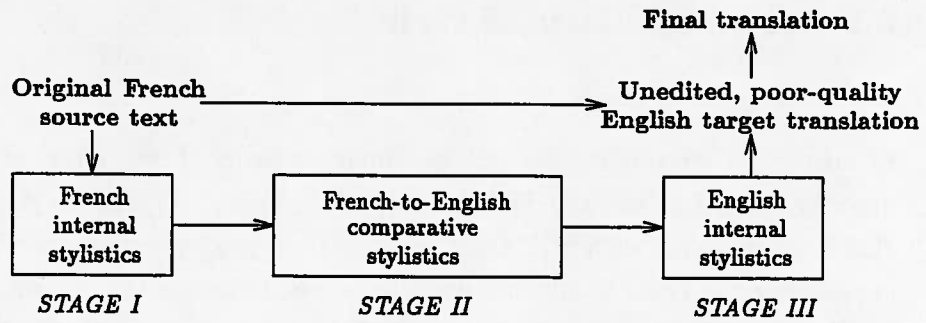 Final translation
Original French
source text
Unedited, poor-quality
English target translation
French
internal
stylistics
French-to-English
comparative
stylistics
English
internal
stylistics
STAGE I
STAGE II
STAGE III